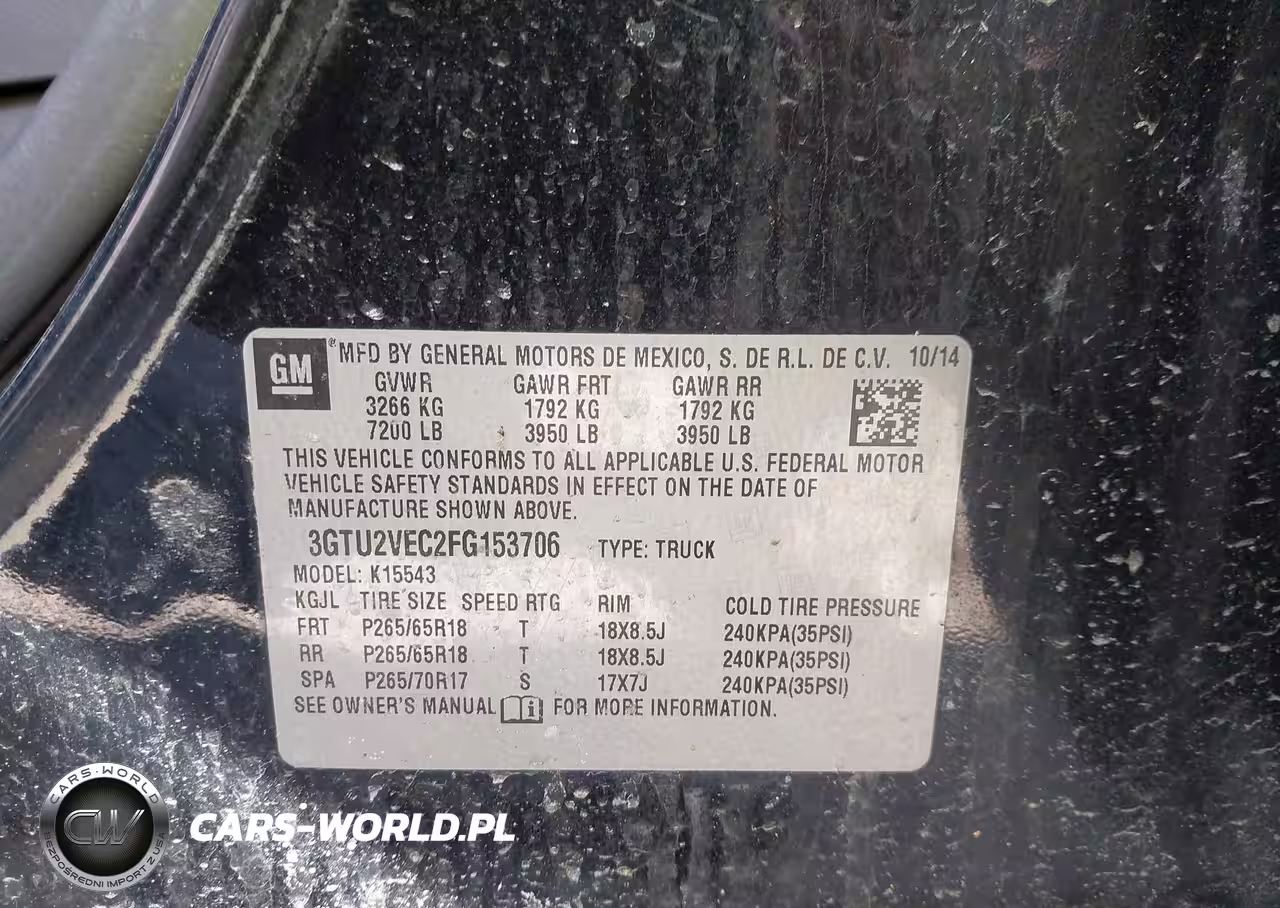 GM ® MFD BY GENERAL MOTORS DE MEXICO, S. DE R.L. DE C.V. 10/14
GVWR GAWR FRT GAWR RR
3266 KG 1792 KG 1792 KG
7200 LB 3950 LB 3950 LB
THIS VEHICLE CONFORMS TO ALL APPLICABLE U.S. FEDERAL MOTOR
VEHICLE SAFETY STANDARDS IN EFFECT ON THE DATE OF
MANUFACTURE SHOWN ABOVE.
3GTU2VEC2FG153706 TYPE: TRUCK
MODEL: K15543
KGJL TIRE SIZE SPEED RTG RIM COLD TIRE PRESSURE
FRT P265/65R18 T 18X8.5J 240KPA(35PSI)
RR P265/65R18 T 18X8.5J 240KPA(35PSI)
SPA P265/70R17 S 17X7J 240KPA(35PSI)
SEE OWNER'S MANUAL FOR MORE INFORMATION.
CARS-WORLD
CW
BEZPOŚREDNI IMPORT Z USA
CARS-WORLD.PL